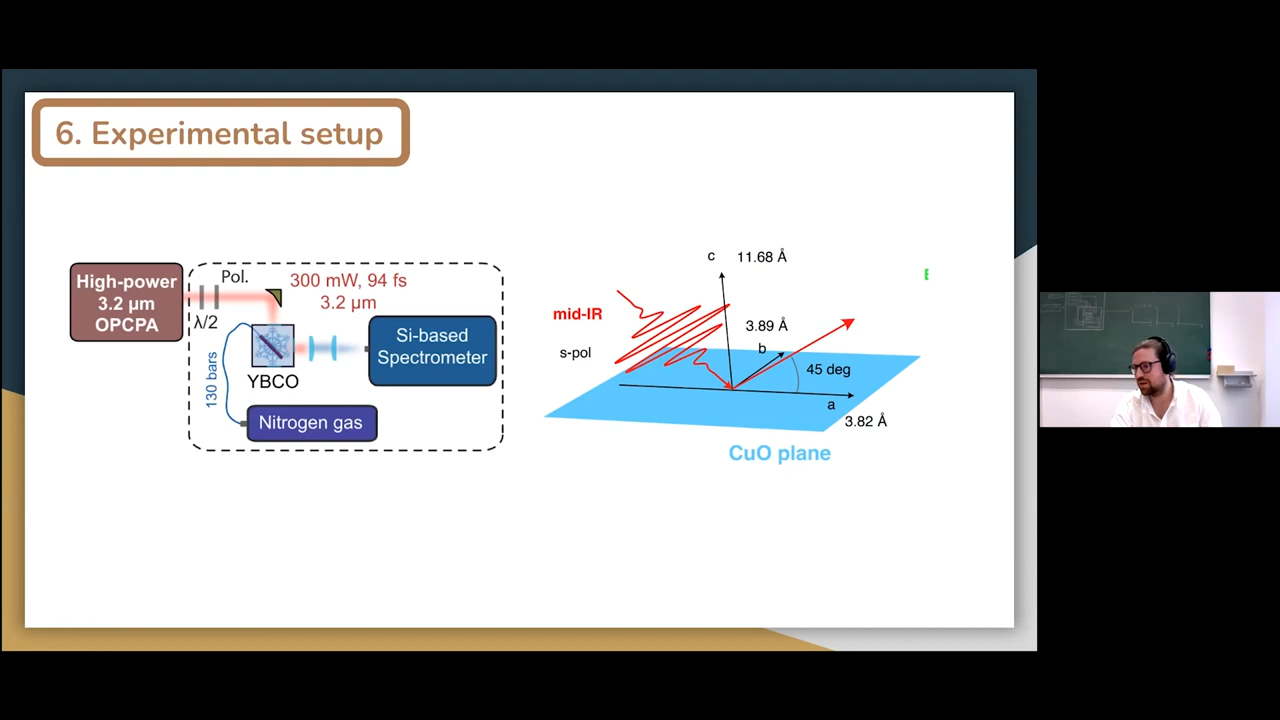 6. Experimental setup
High-power
3.2 μm
OPCPA
Pol.
λ/2
300 mW, 94 fs
3.2 μm
130 bars
YBCO
Si-based
Spectrometer
Nitrogen gas
mid-IR
s-pol
c
11.68 Å
3.89 Å
b
45 deg
a
3.82 Å
CuO plane